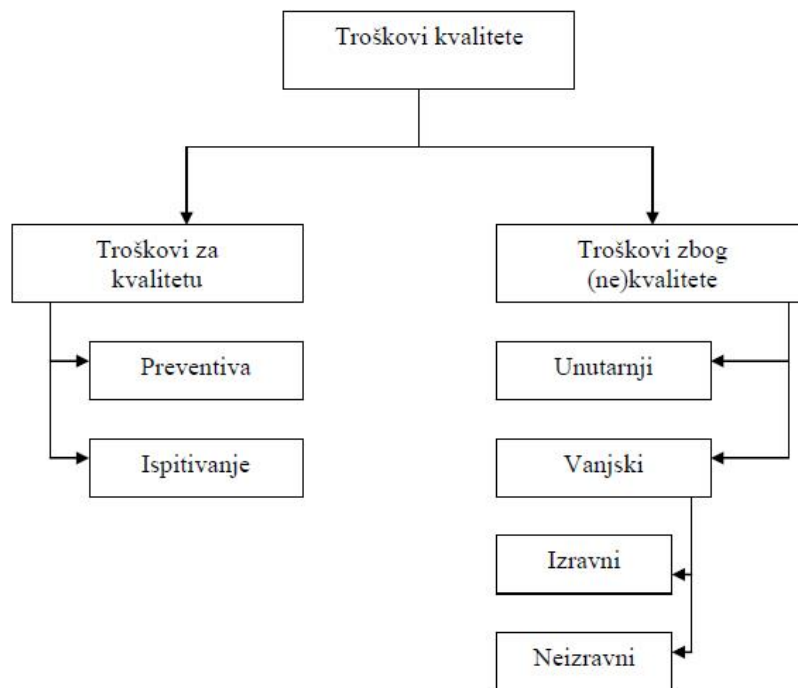 Troškovi kvalitete
Troškovi za
kvalitetu
Preventiva
Ispitivanje
Troškovi zbog
(ne)kvalitete
Unutarnji
Vanjski
Izravni
Neizravni